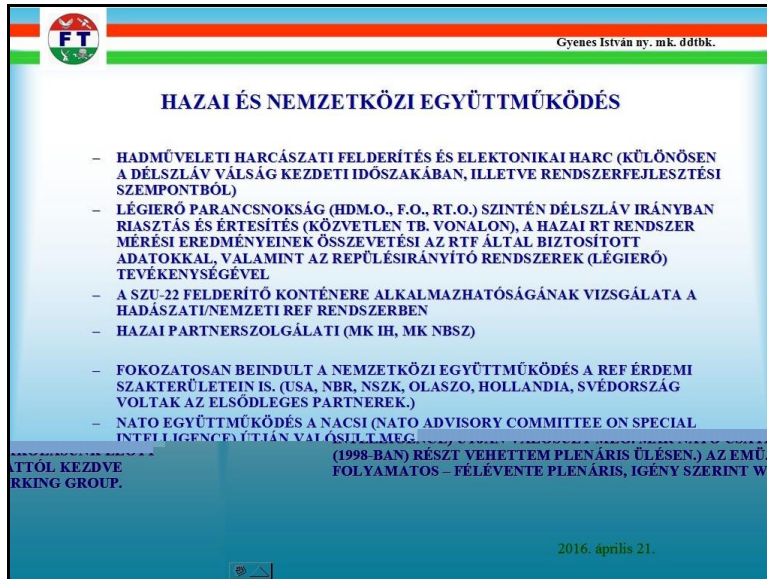 FT
Gyenes István ny. mk. ddtbk.
HAZAI ÉS NEMZETKÖZI EGYÜTTMŰKÖDÉS
– HADMŰVELETI HARCÁSZATI FELDERÍTÉS ÉS ELEKTONIKAI HARC (KÜLÖNÖSEN
A DÉLSZLÁV VÁLSÁG KEZDETI IDŐSZAKÁBAN, ILLETVE RENDSZERFEJLESZTÉSI
SZEMPONTBÓL)
– LÉGIERŐ PARANCSNOKSÁG (HDM.O., F.O., RT.O.) SZINTÉN DÉLSZLÁV IRÁNYBAN
RIASZTÁS ÉS ÉRTESÍTÉS (KÖZVETLEN TB. VONALON), A HAZAI RT RENDSZER
MÉRÉSI EREDMÉNYEINEK ÖSSZEVETÉSI AZ RTF ÁLTAL BIZTOSÍTOTT
ADATOKKAL, VALAMINT AZ REPÜLÉSIRÁNYÍTÓ RENDSZEREK (LÉGIERŐ)
TEVÉKENYSÉGÉVEL
– A SZU-22 FELDERÍTŐ KONTÉNERE ALKALMAZHATÓSÁGÁNAK VIZSGÁLATA A
HADÁSZATI/NEMZETI REF RENDSZERBEN
– HAZAI PARTNERSZOLGÁLATI (MK IH, MK NBSZ)
– FOKOZATOSAN BEINDULT A NEMZETKÖZI EGYÜTTMŰKÖDÉS A REF ÉRDEMI
SZAKTERÜLETEIN IS. (USA, NBR, NSZK, OLASZO, HOLLANDIA, SVÉDORSZÁG
VOLTAK AZ ELSŐDLEGES PARTNEREK.)
– NATO EGYÜTTMŰKÖDÉS A NACSI (NATO ADVISORY COMMITTEE ON SPECIAL
INTELLIGENCE) ÚTJÁN VALÓSULT MEG
(1998-BAN) RÉSZT VEHETTEM PLENÁRIS ÜLÉSEN.) AZ EMÜ.
ATTÓL KEZDVE
FOLYAMATOS – FÉLÉVENTE PLENÁRIS, IGÉNY SZERINT W
RKING GROUP.
2016. április 21.